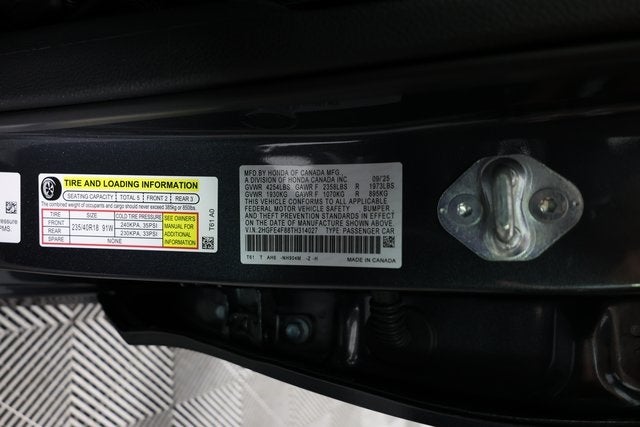 ressure
PMS.
TIRE AND LOADING INFORMATION
SEATING CAPACITY TOTAL 5 FRONT 2 REAR 3
The combined weight of occupants and cargo should never exceed 385kg or 850lbs.
TIRE SIZE COLD TIRE PRESSURE
FRONT 235/40R18 91W 240KPA, 35PSI
REAR 230KPA, 33PSI
SPARE NONE
SEE OWNER'S
MANUAL FOR
ADDITIONAL
INFORMATION
T61 A0
MFD.BY HONDA OF CANADA MFG.,
A DIVISION OF HONDA CANADA INC. 09/25
GVWR 4254LBS GAWR F 2358LBS R 1973LBS
GVWR 1930KG GAWR F 1070KG R 895KG
THIS VEHICLE CONFORMS TO ALL APPLICABLE
FEDERAL MOTOR VEHICLE SAFETY, BUMPER
AND THEFT PREVENTION STANDARDS IN EFFECT
ON THE DATE OF MANUFACTURE SHOWN ABOVE.
V.I.N. 2HGFE4F86TH314027 TYPE PASSENGER CAR
T61 T AH6 -NH904M -Z -H
MADE IN CANADA